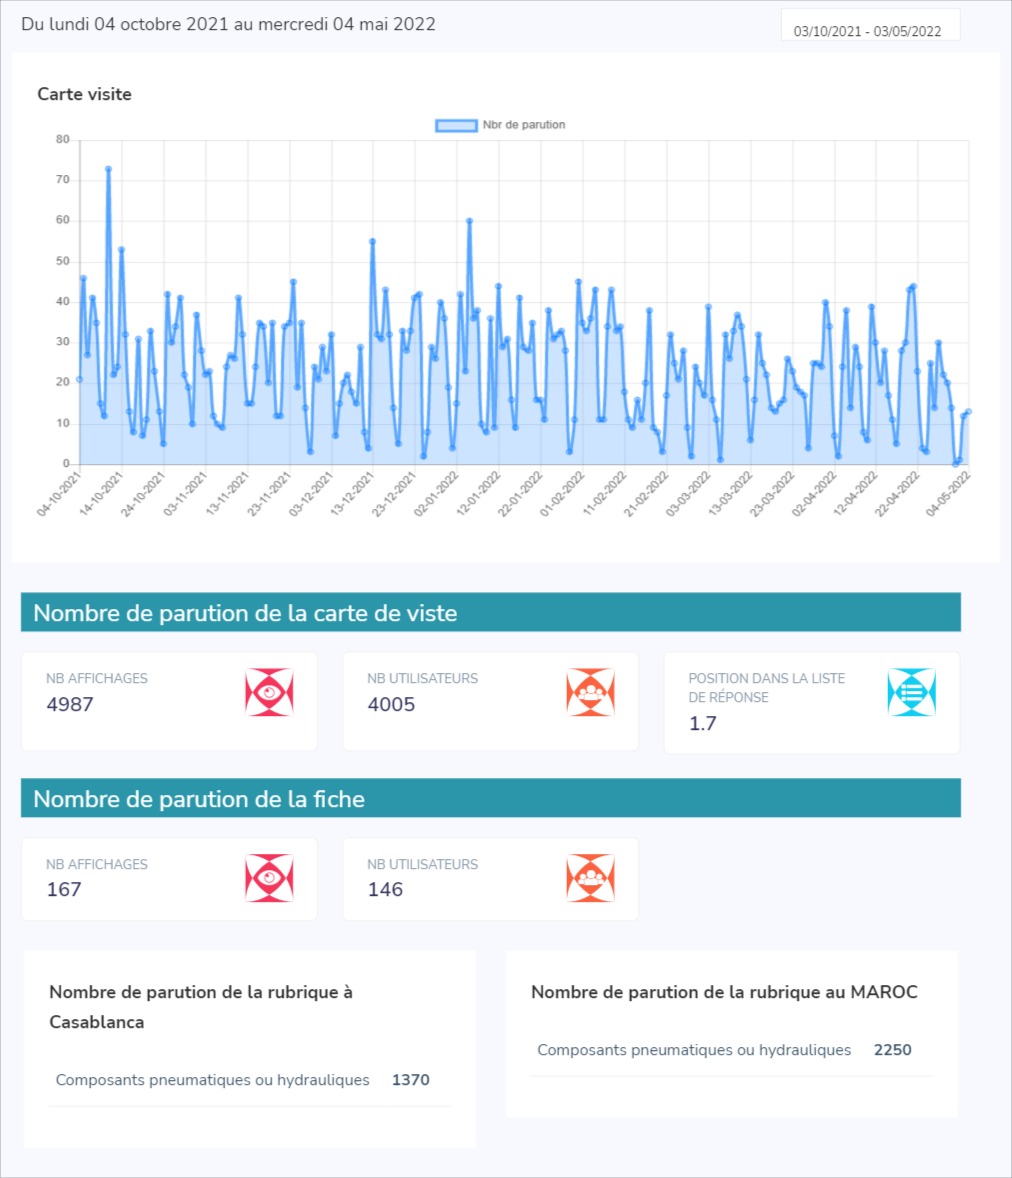 Du lundi 04 octobre 2021 au mercredi 04 mai 2022
03/10/2021 - 03/05/2022
Carte visite
Nbr de parution
80
70
60
50
40
30
20
10
0
04-10-2021
14-10-2021
24-10-2021
03-11-2021
13-11-2021
23-11-2021
03-12-2021
13-12-2021
23-12-2021
02-01-2022
12-01-2022
22-01-2022
01-02-2022
11-02-2022
21-02-2022
03-03-2022
13-03-2022
23-03-2022
02-04-2022
12-04-2022
22-04-2022
04-05-2022
Nombre de parution de la carte de viste
NB AFFICHAGES
4987
NB UTILISATEURS
4005
POSITION DANS LA LISTE
DE RÉPONSE
1.7
Nombre de parution de la fiche
NB AFFICHAGES
167
NB UTILISATEURS
146
Nombre de parution de la rubrique à
Casablanca
Composants pneumatiques ou hydrauliques 1370
Nombre de parution de la rubrique au MAROC
Composants pneumatiques ou hydrauliques 2250